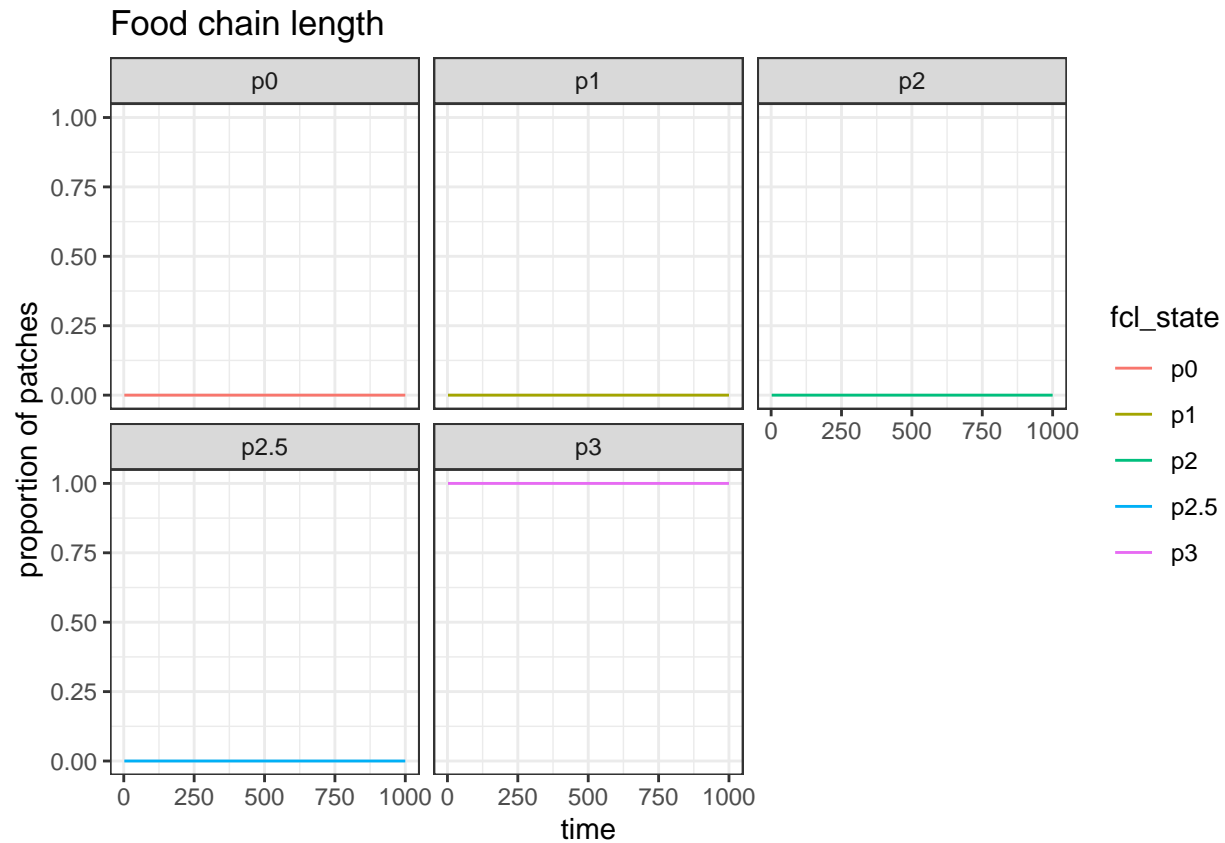 Food chain length
p0 p1 p2
1.00
0.75
0.50
0.25
0.00
0 250 500 750 1000
p2.5 p3
1.00
0.75
0.50
0.25
0.00
0 250 500 750 1000 0 250 500 750 1000
time
proportion of patches
fcl_state
p0
p1
p2
p2.5
p3